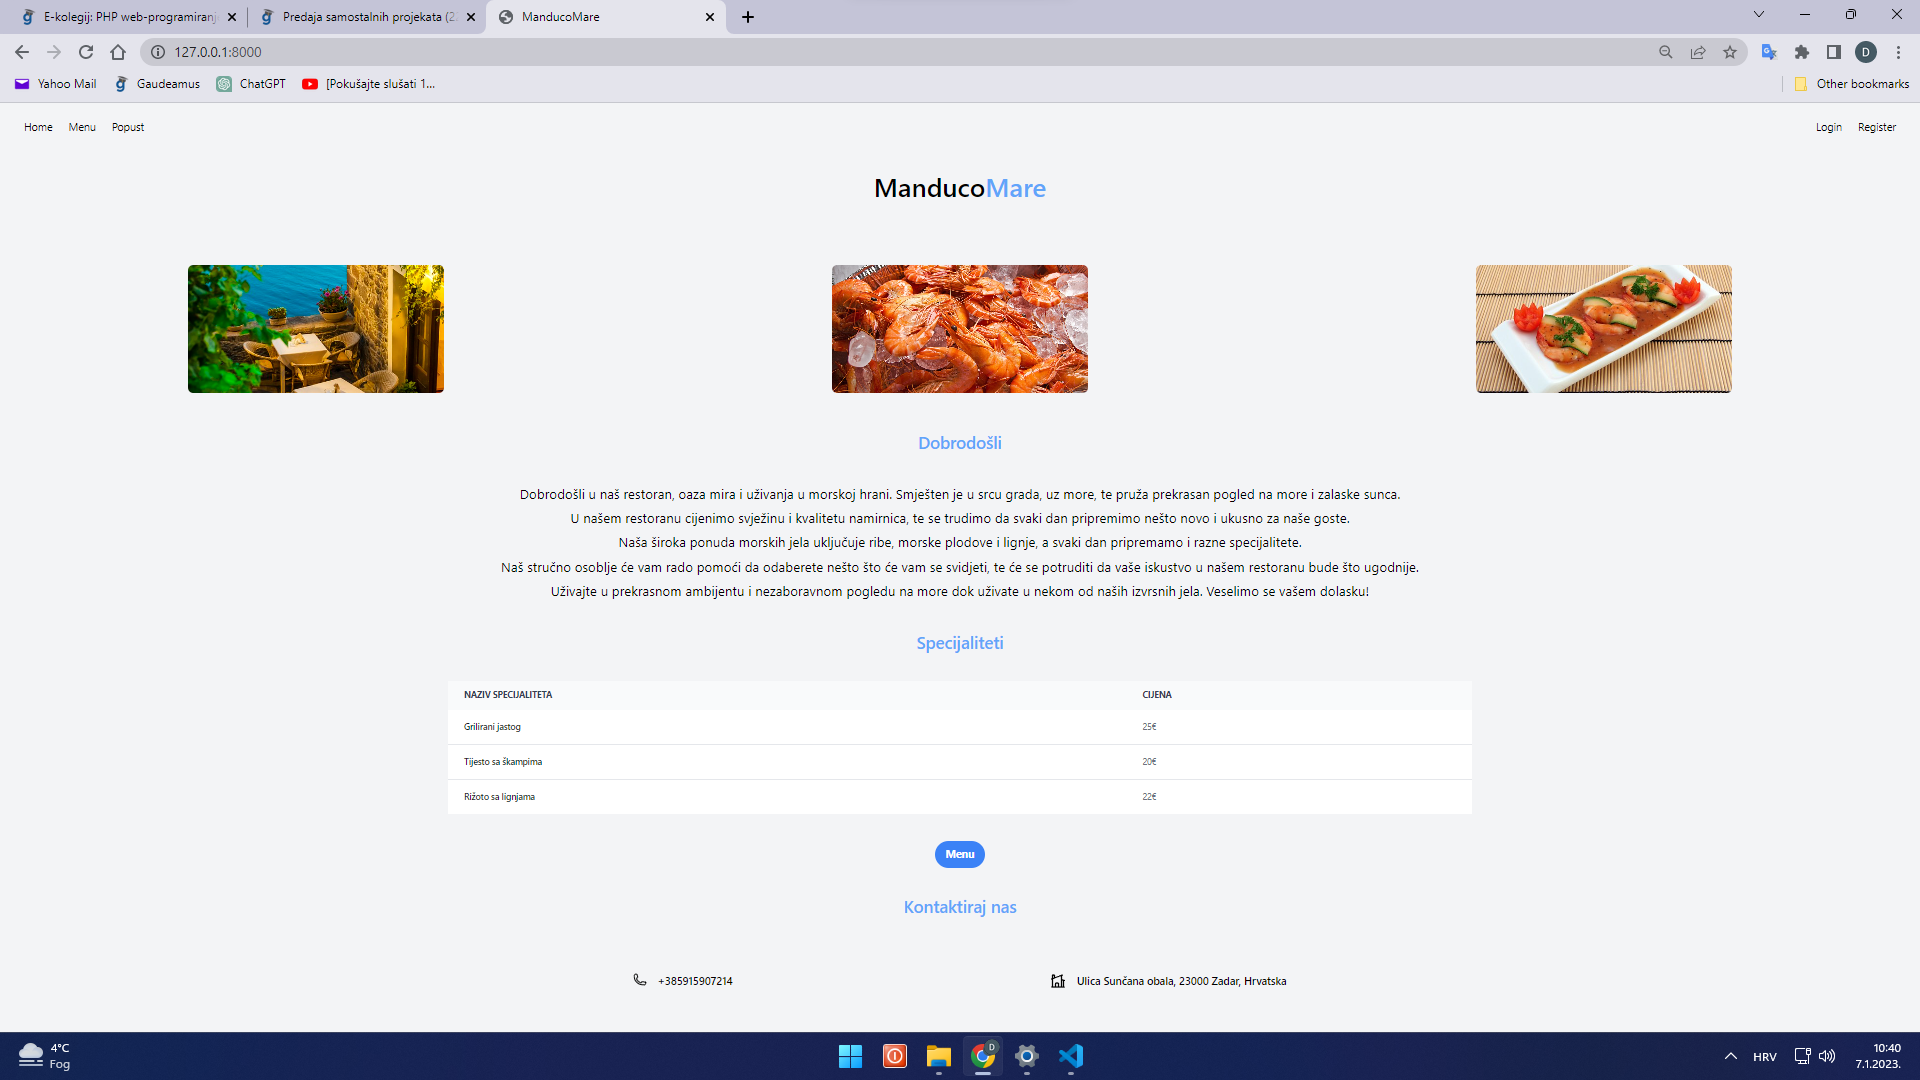 E-kolegij: PHP web-programiranj
Predaja samostalnih projekata (2
ManducoMare
127.0.0.1:8000
D
Yahoo Mail
Gaudeamus
ChatGPT
[Pokušajte slušati 1...
Other bookmarks
Home Menu Popust
Login Register
ManducoMare
Dobrodošli
Dobrodošli u naš restoran, oaza mira i uživanja u morskoj hrani. Smješten je u srcu grada, uz more, te pruža prekrasan pogled na more i zalaske sunca.
U našem restoranu cijenimo svježinu i kvalitetu namirnica, te se trudimo da svaki dan pripremimo nešto novo i ukusno za naše goste.
Naša široka ponuda morskih jela uključuje ribe, morske plodove i lignje, a svaki dan pripremamo i razne specijalitete.
Naš stručno osoblje će vam rado pomoći da odaberete nešto što će vam se svidjeti, te će se potruditi da vaše iskustvo u našem restoranu bude što ugodnije.
Uživajte u prekrasnom ambijentu i nezaboravnom pogledu na more dok uživate u nekom od naših izvrsnih jela. Veselimo se vašem dolasku!
Specijaliteti
NAZIV SPECIJALITETA CIJENA
Grilirani jastog 25€
Tijesto sa škampima 20€
Rižoto sa lignjama 22€
Menu
Kontaktiraj nas
+385915907214
Ulica Sunčana obala, 23000 Zadar, Hrvatska
4°C
Fog
D
HRV
10:40
7.1.2023.